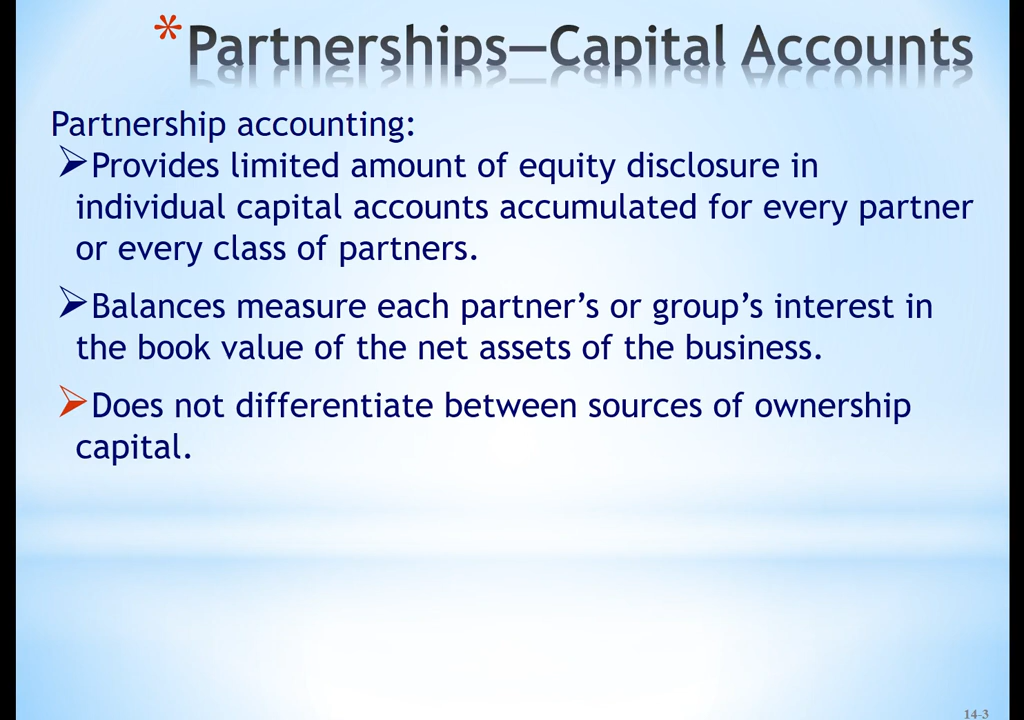 *Partnerships—Capital Accounts
Partnership accounting:
➢Provides limited amount of equity disclosure in
individual capital accounts accumulated for every partner
or every class of partners.
➢Balances measure each partner’s or group’s interest in
the book value of the net assets of the business.
➢Does not differentiate between sources of ownership
capital.
14-3